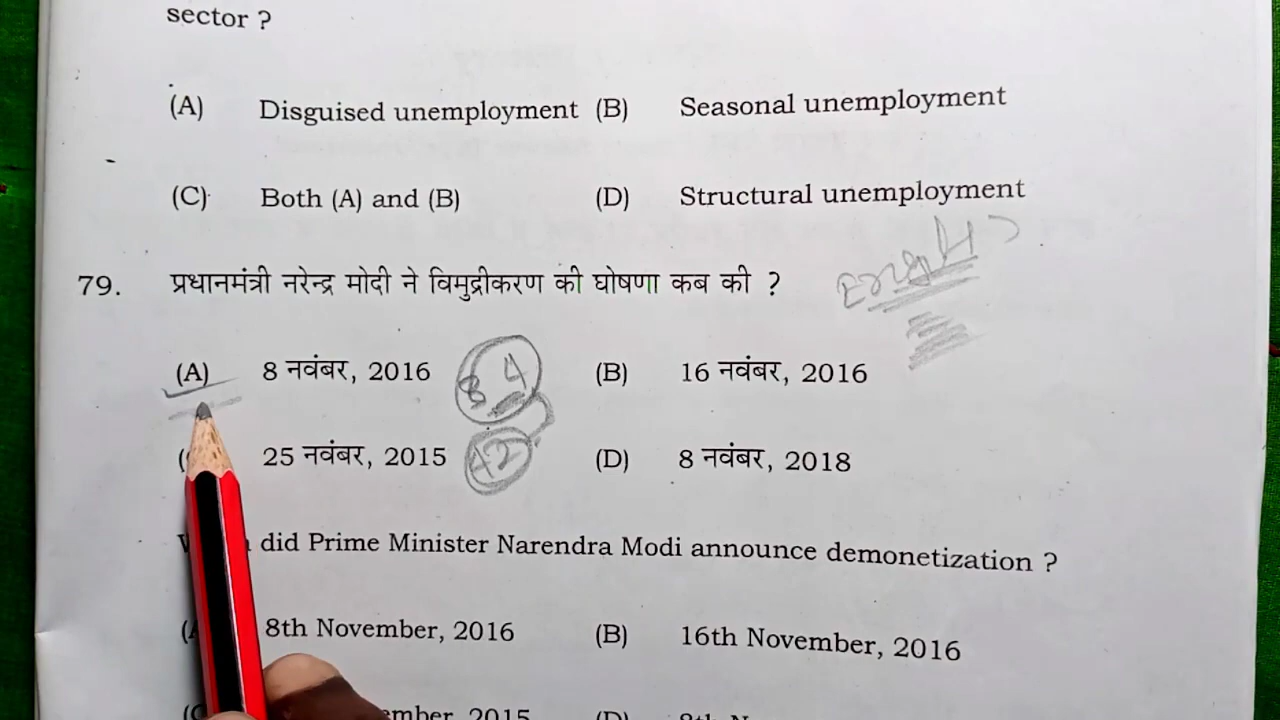 sector ?
(A) Disguised unemployment (B) Seasonal unemployment
(C) Both (A) and (B) (D) Structural unemployment
79. प्रधानमंत्री नरेन्द्र मोदी ने विमुद्रीकरण की घोषणा कब की ?
(A) 8 नवंबर, 2016 (B) 16 नवंबर, 2016
25 नवंबर, 2015 (D) 8 नवंबर, 2018
did Prime Minister Narendra Modi announce demonetization ?
8th November, 2016 (B) 16th November, 2016
2015